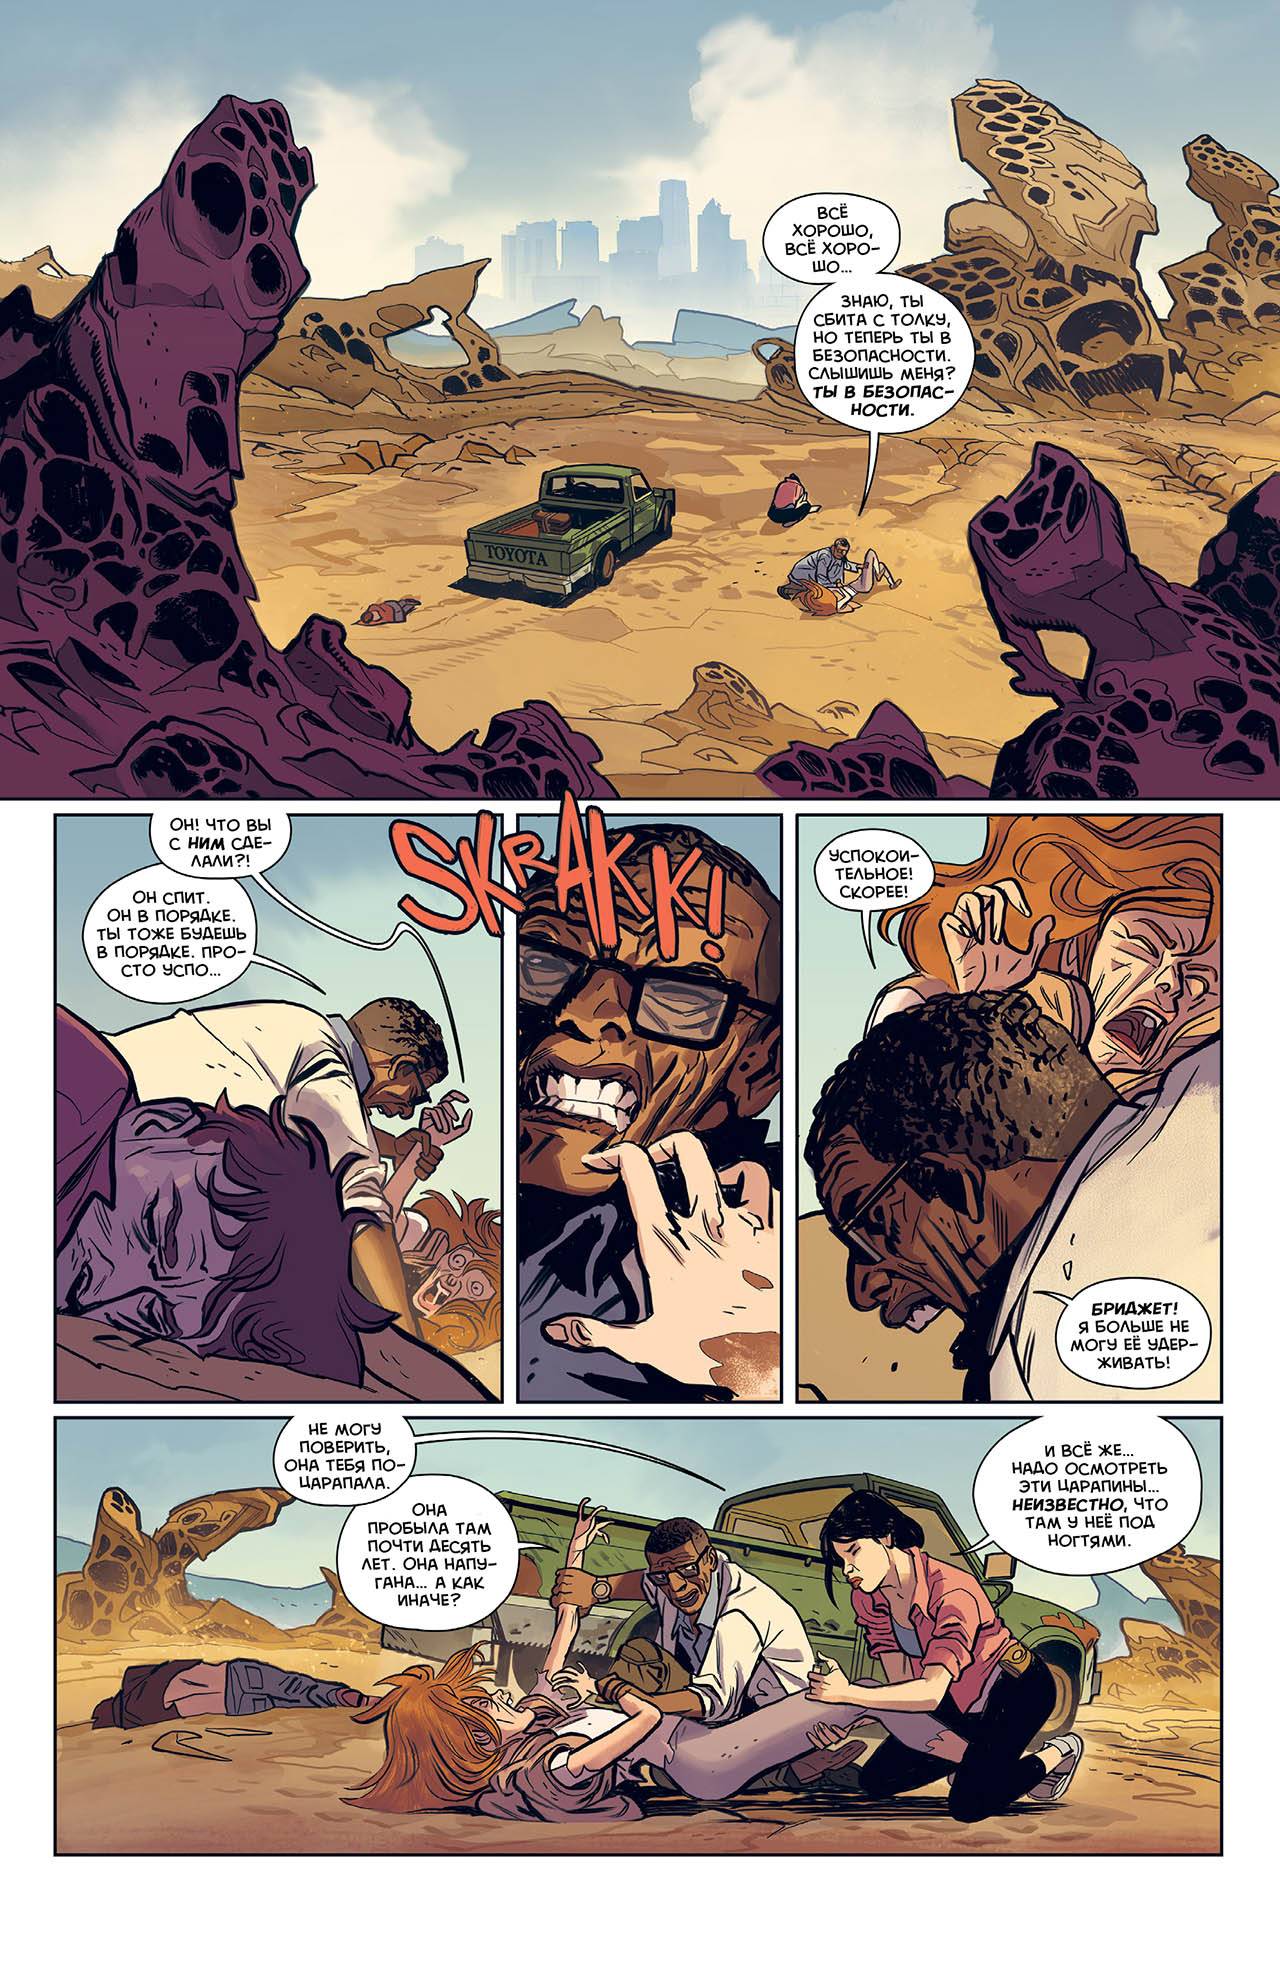 ВСЁ
ХОРОШО,
ВСЁ ХОРО-
ШО...
ЗНАЮ, ТЫ
СБИТА С ТОЛКУ,
НО ТЕПЕРЬ ТЫ В
БЕЗОПАСНОСТИ.
СЛЫШИШЬ МЕНЯ?
ТЫ В БЕЗОПАС-
НОСТИ.
TOYOTA
ОН! ЧТО ВЫ
С НИМ СДЕ-
ЛАЛИ?!
ОН СПИТ.
ОН В ПОРЯДКЕ.
ТЫ ТОЖЕ БУДЕШЬ
В ПОРЯДКЕ. ПРО-
СТО УСПО...
SKRAKK!
УСПОКОИ-
ТЕЛЬНОЕ!
СКОРЕЕ!
БРИДЖЕТ!
Я БОЛЬШЕ НЕ
МОГУ ЕЁ УДЕР-
ЖИВАТЬ!
НЕ МОГУ
ПОВЕРИТЬ,
ОНА ТЕБЯ ПО-
ЦАРАПАЛА.
ОНА
ПРОБЫЛА ТАМ
ПОЧТИ ДЕСЯТЬ
ЛЕТ. ОНА НАПУ-
ГАНА... А КАК
ИНАЧЕ?
И ВСЁ ЖЕ...
НАДО ОСМОТРЕТЬ
ЭТИ ЦАРАПИНЫ...
НЕИЗВЕСТНО, ЧТО
ТАМ У НЕЁ ПОД
НОГТЯМИ.